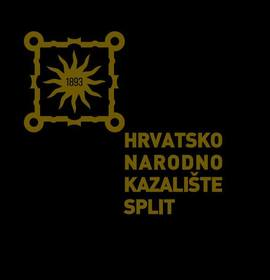 1893
HRVATSKO
NARODNO
KAZALIŠTE
SPLIT